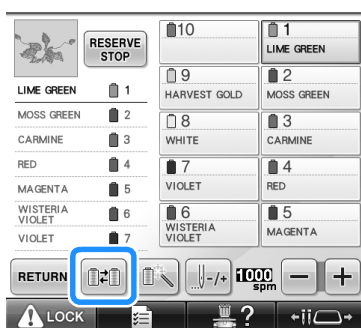 RESERVE
STOP
LIME GREEN 1
MOSS GREEN 2
CARMINE 3
RED 4
MAGENTA 5
WISTERIA
VIOLET 6
VIOLET 7
10
1
LIME GREEN
9
HARVEST GOLD
2
MOSS GREEN
8
WHITE
3
CARMINE
7
VIOLET
4
RED
6
WISTERIA
VIOLET
5
MAGENTA
RETURN
-/+
1000
spm
- +
LOCK
?